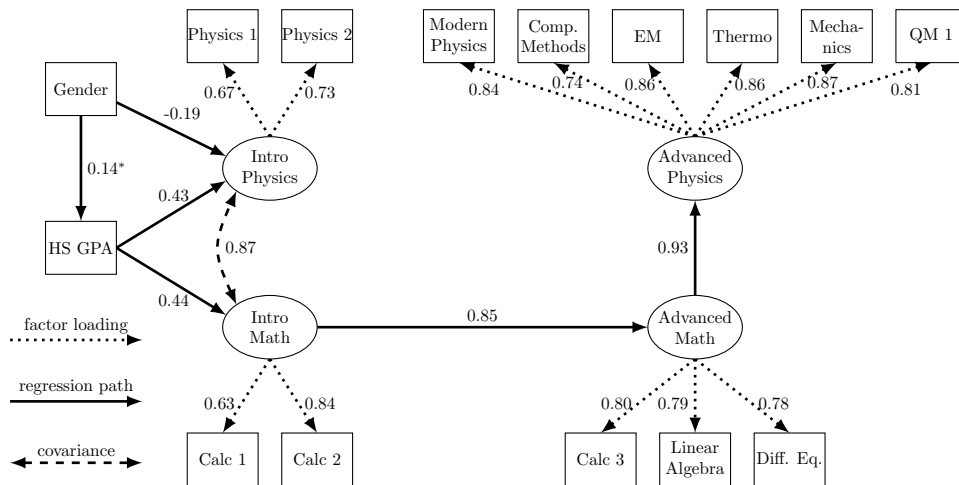 Physics 1
Physics 2
Modern
Physics
Comp.
Methods
EM
Thermo
Mecha-
nics
QM 1
Gender
0.67
0.73
0.84
0.74
0.86
0.86
0.87
0.81
-0.19
Intro
Physics
Advanced
Physics
0.14*
0.43
HS GPA
0.87
0.93
0.44
Intro
Math
0.85
Advanced
Math
factor loading
regression path
0.63
0.84
0.80
0.79
0.78
covariance
Calc 1
Calc 2
Calc 3
Linear
Algebra
Diff. Eq.